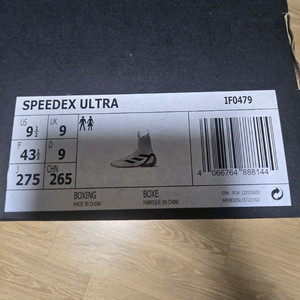 SPEEDEX ULTRA IF0479
US UK
9½ 9
F D
43⅓ 9
J CHN
275 265
BOXING BOXE
MADE IN CHINA FABRIQUÉ EN CHINE
4 066764 888144